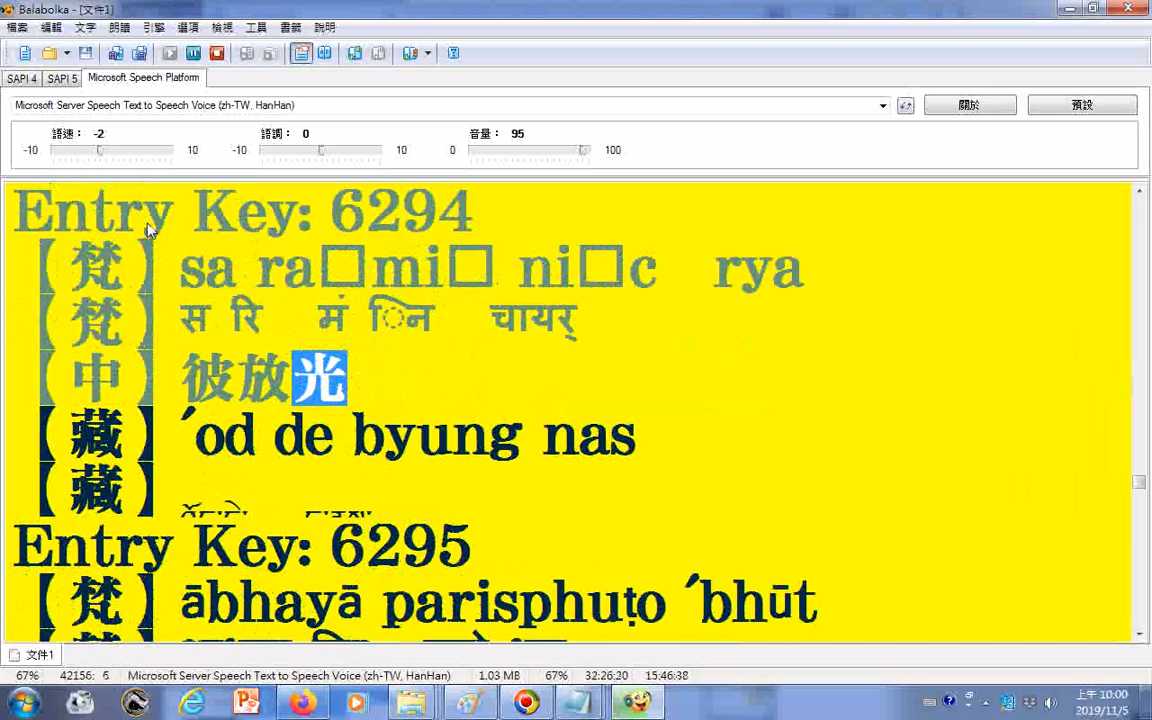 Balabolka - [文件1]
檔案 編輯 文字 朗讀 引擎 選項 檢視 工具 書籤 說明
SAPI 4 SAPI 5 Microsoft Speech Platform
Microsoft Server Speech Text to Speech Voice (zh-TW, HanHan) 關於 預設
語速： -2 語調： 0 音量： 95
-10 10 -10 10 0 100
Entry Key: 6294
【梵】 sa ra□mi□ ni□c rya
【梵】 स रि मं िन चायर्
【中】 彼放光
【藏】 ´od de byung nas
【藏】
Entry Key: 6295
【梵】 ābhayā parisphuṭo ´bhūt
文件1
67% 42156: 6 Microsoft Server Speech Text to Speech Voice (zh-TW, HanHan) 1.03 MB 67% 32:26:20 15:46:38
上午 10:00
2019/11/5